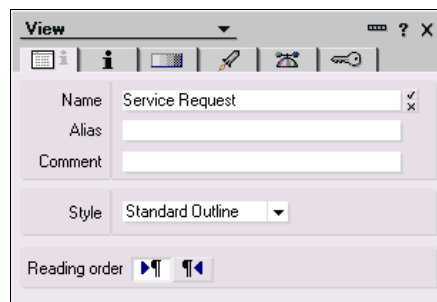 View
?
X
i
i
Name Service Request
Alias
Comment
Style Standard Outline
Reading order ¶ ¶